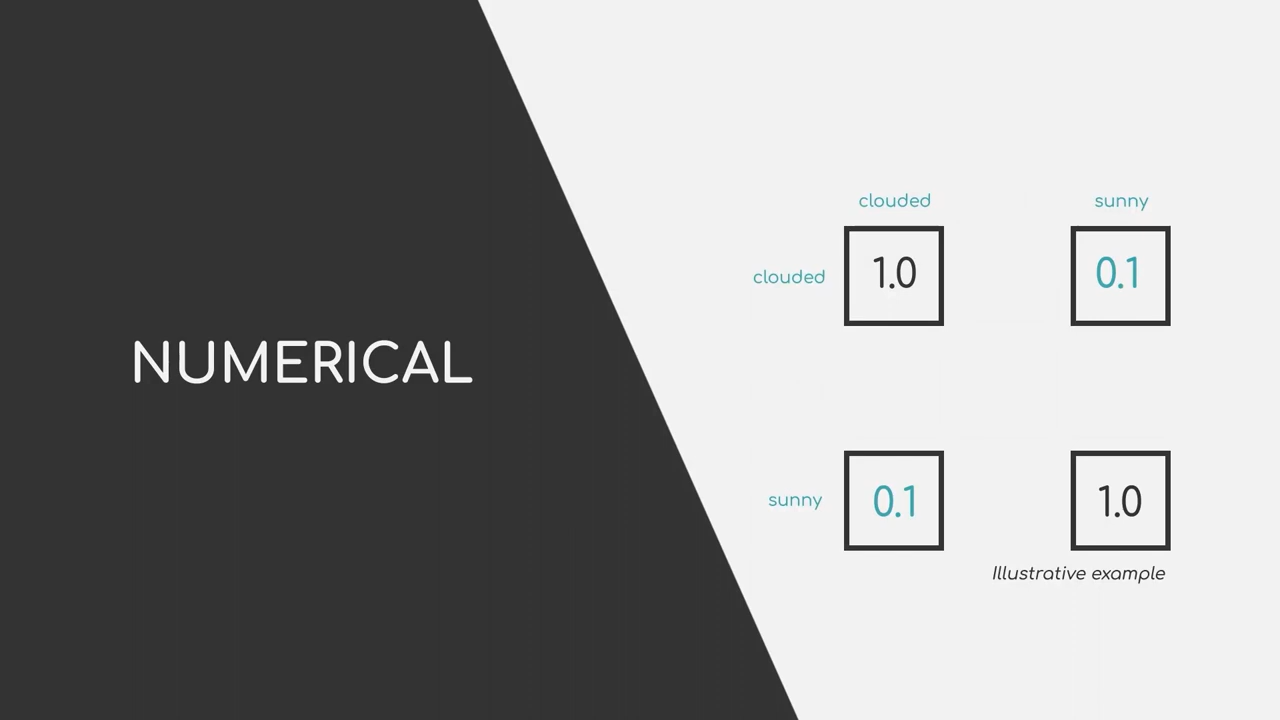 NUMERICAL
clouded sunny
clouded 1.0 0.1
sunny 0.1 1.0
Illustrative example